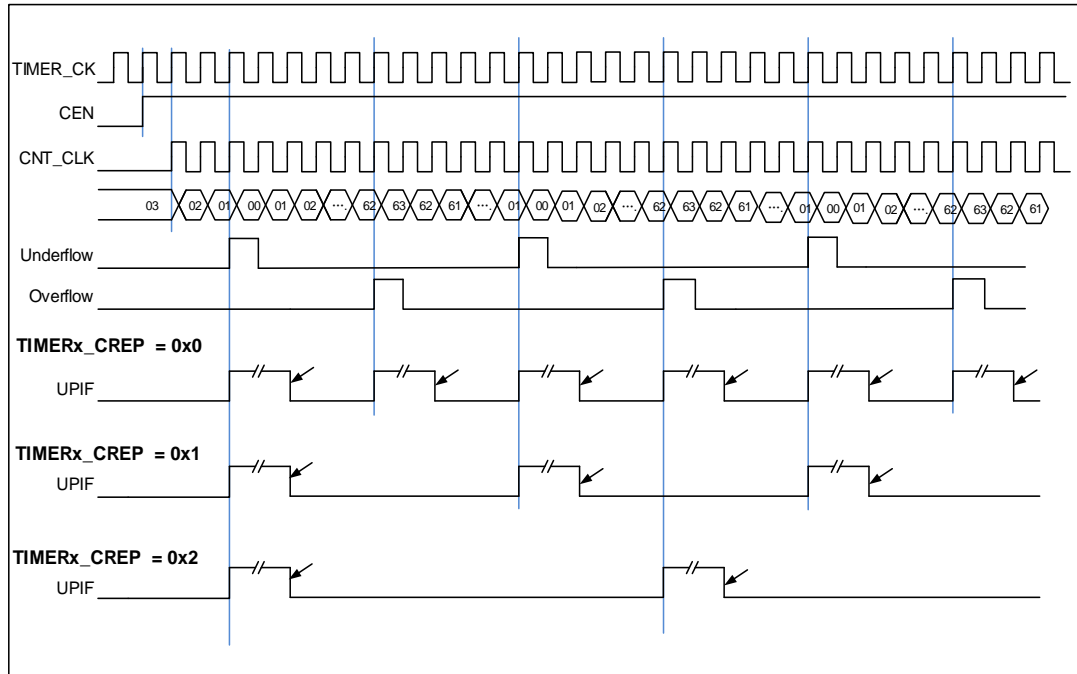 TIMER_CK
CEN
CNT_CLK
03 02 01 00 01 02 .... 62 63 62 61 .... 01 00 01 02 .... 62 63 62 61 .... 01 00 01 02 .... 62 63 62 61
Underflow
Overflow
TIMERx_CREP = 0x0
UPIF
TIMERx_CREP = 0x1
UPIF
TIMERx_CREP = 0x2
UPIF